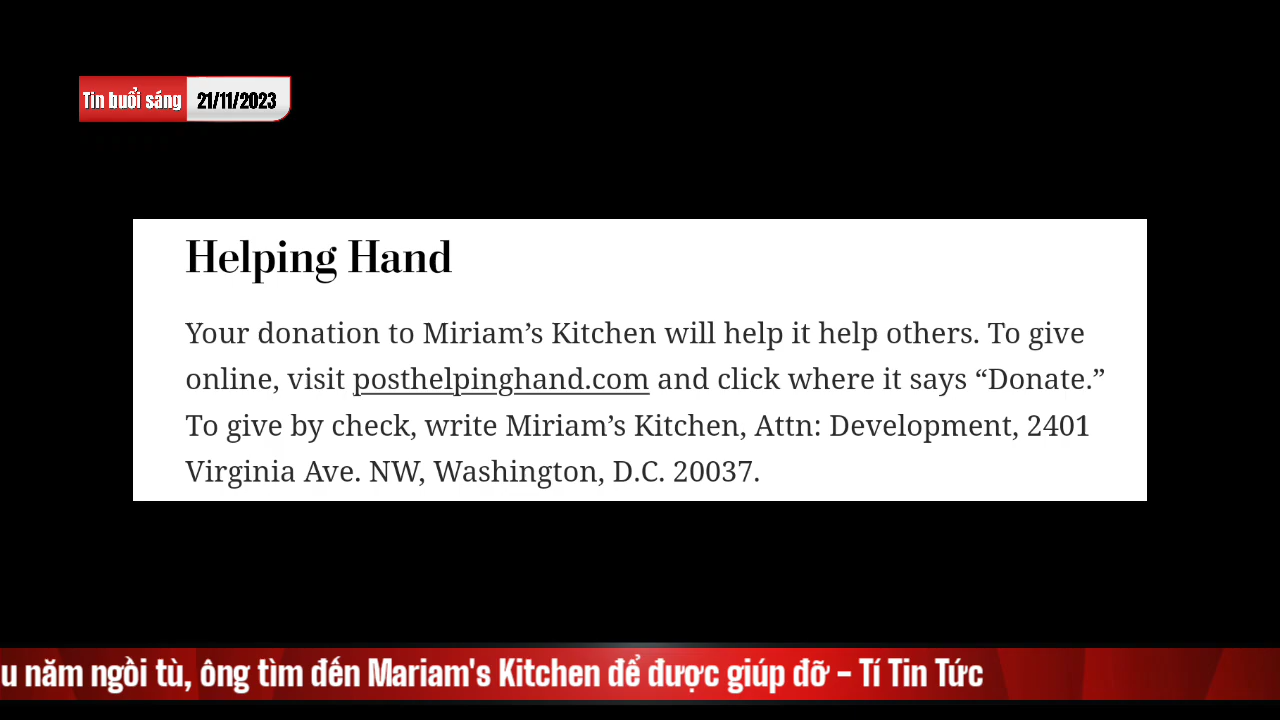 Tin buổi sáng 21/11/2023
Helping Hand
Your donation to Miriam’s Kitchen will help it help others. To give
online, visit posthelpinghand.com and click where it says “Donate.”
To give by check, write Miriam’s Kitchen, Attn: Development, 2401
Virginia Ave. NW, Washington, D.C. 20037.
u năm ngồi tù, ông tìm đến Mariam's Kitchen để được giúp đỡ - Tí Tin Tức